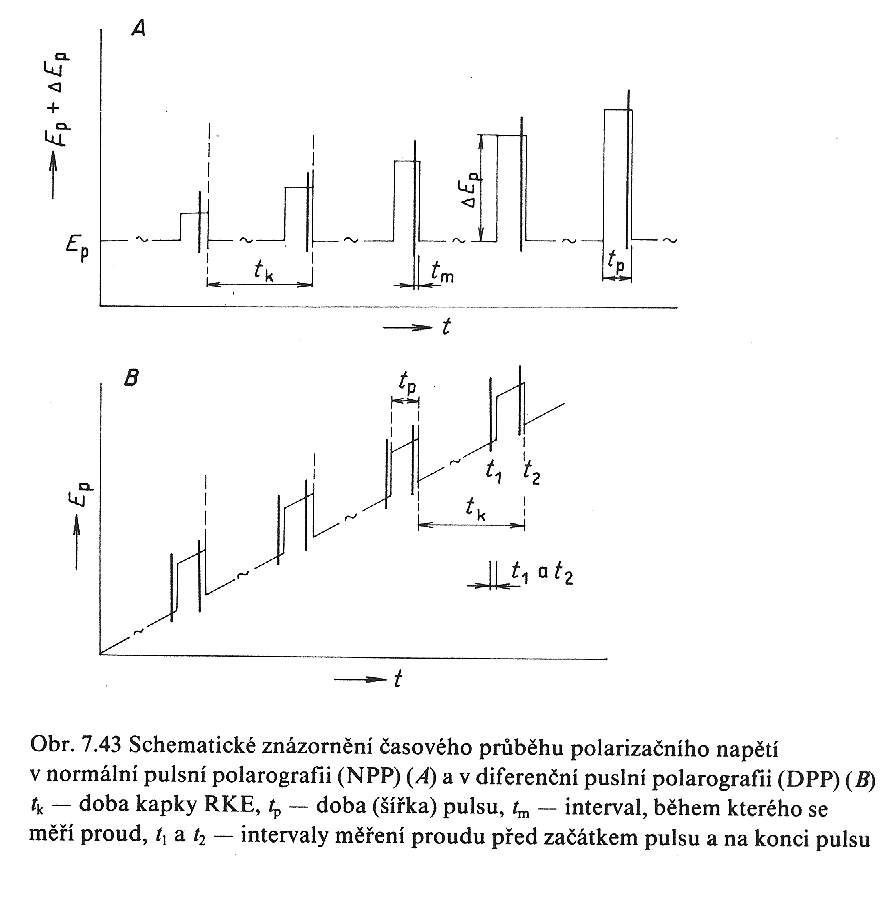 A
E_p + ΔE_p
ΔE_p
E_p
t_k
t_m
t_p
t
B
t_p
E_p
t_1 t_2
t_k
t_1 a t_2
t
Obr. 7.43 Schematické znázornění časového průběhu polarizačního napětí
v normální pulsní polarografii (NPP) (A) a v diferenční puslní polarografii (DPP) (B)
t_k — doba kapky RKE, t_p — doba (šířka) pulsu, t_m — interval, během kterého se
měří proud, t_1 a t_2 — intervaly měření proudu před začátkem pulsu a na konci pulsu